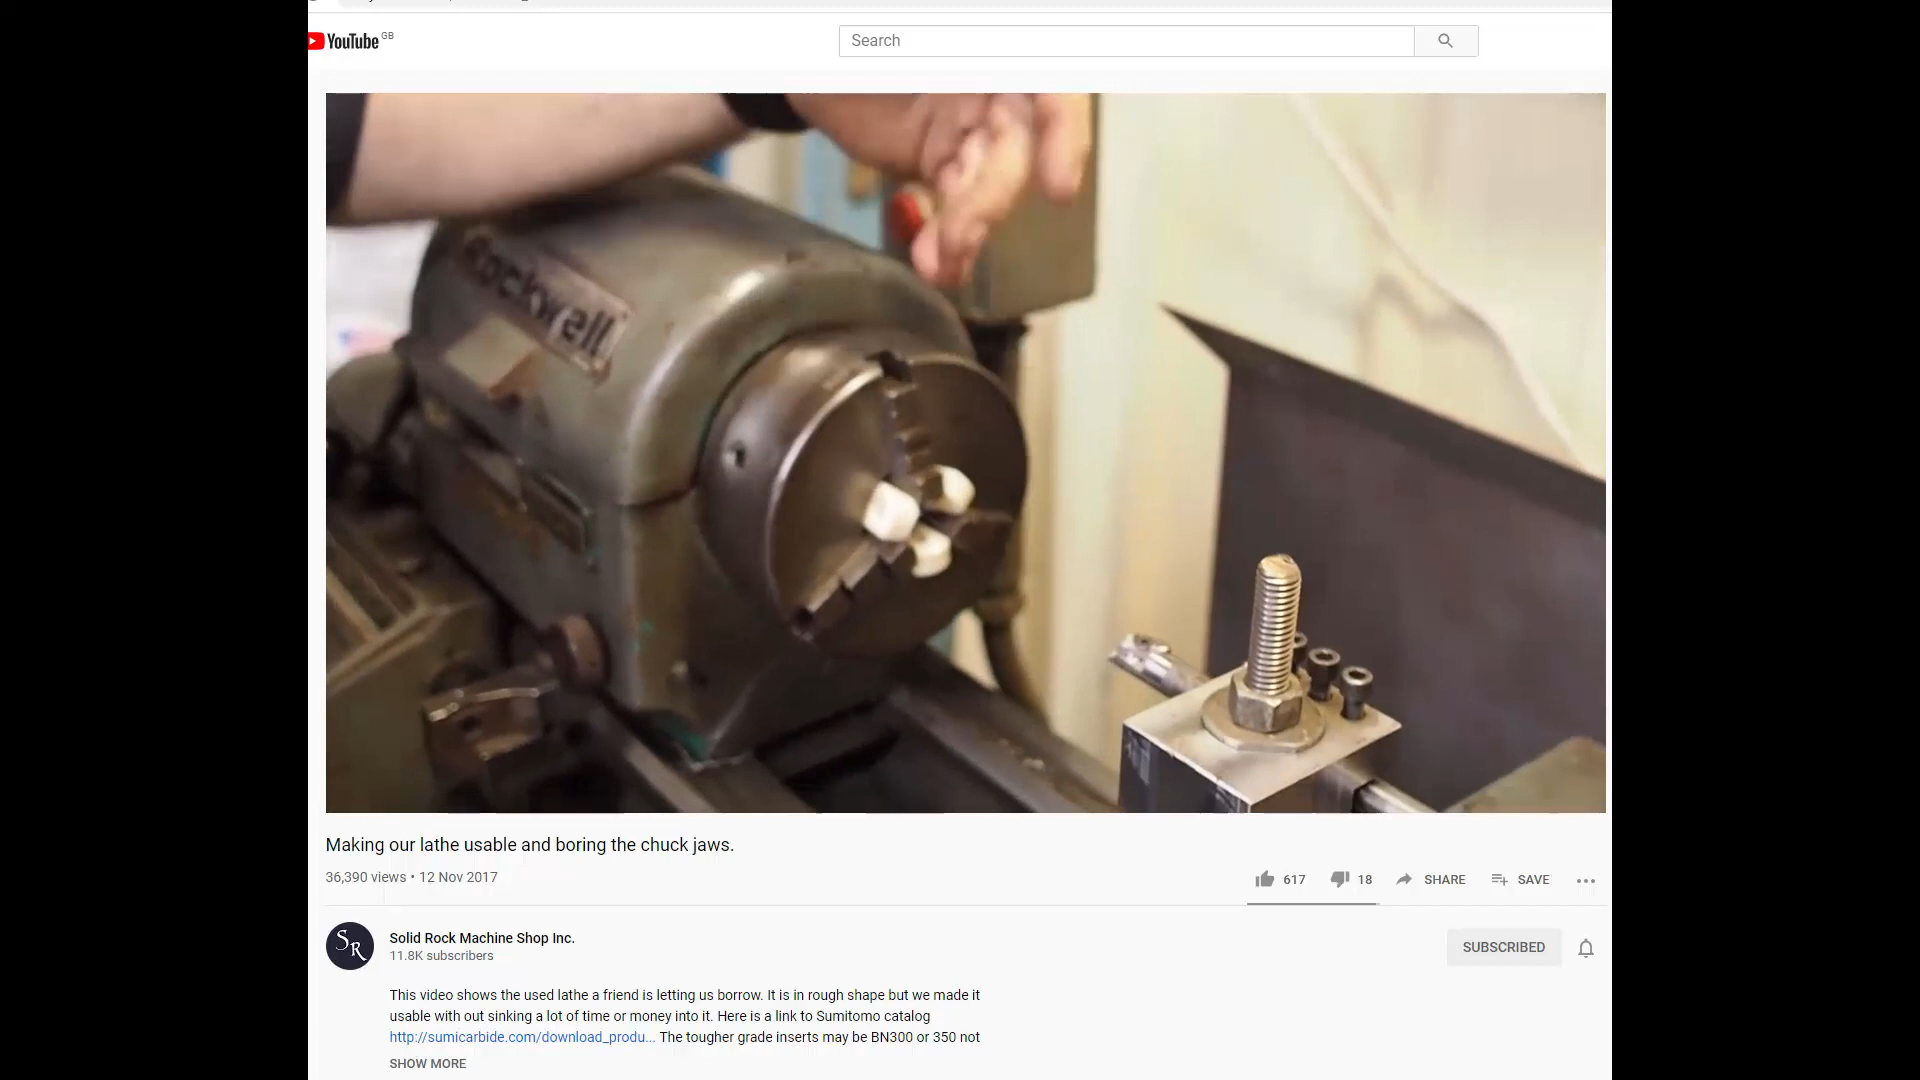 YouTube GB
Search
Rockwell
Making our lathe usable and boring the chuck jaws.
36,390 views • 12 Nov 2017
617
18
SHARE
SAVE
SR
Solid Rock Machine Shop Inc.
11.8K subscribers
SUBSCRIBED
This video shows the used lathe a friend is letting us borrow. It is in rough shape but we made it
usable with out sinking a lot of time or money into it. Here is a link to Sumitomo catalog
http://sumicarbide.com/download_produ... The tougher grade inserts may be BN300 or 350 not
SHOW MORE